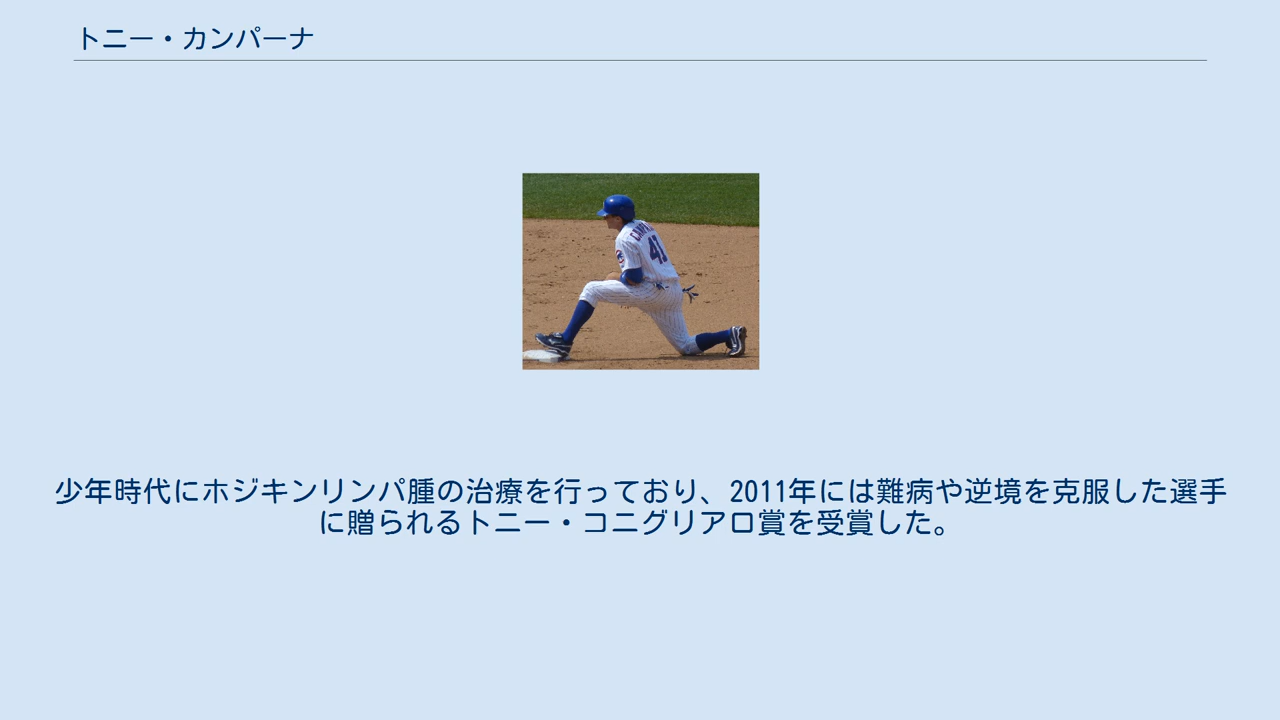 トニー・カンパーナ
41
少年時代にホジキンリンパ腫の治療を行っており、2011年には難病や逆境を克服した選手
に贈られるトニー・コニグリアロ賞を受賞した。